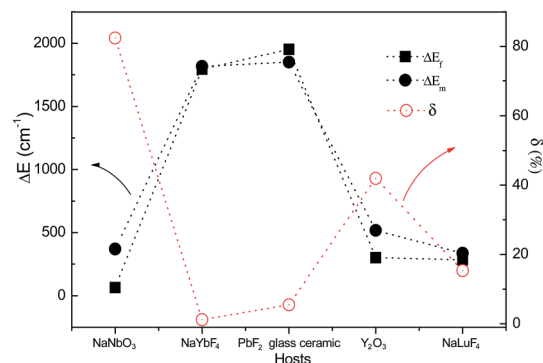 2000
1500
1000
500
0
ΔE (cm⁻¹)
ΔE_f
ΔE_m
δ
80
60
40
20
0
δ (%)
NaNbO₃ NaYbF₄ PbF₂ glass ceramic Y₂O₃ NaLuF₄
Hosts